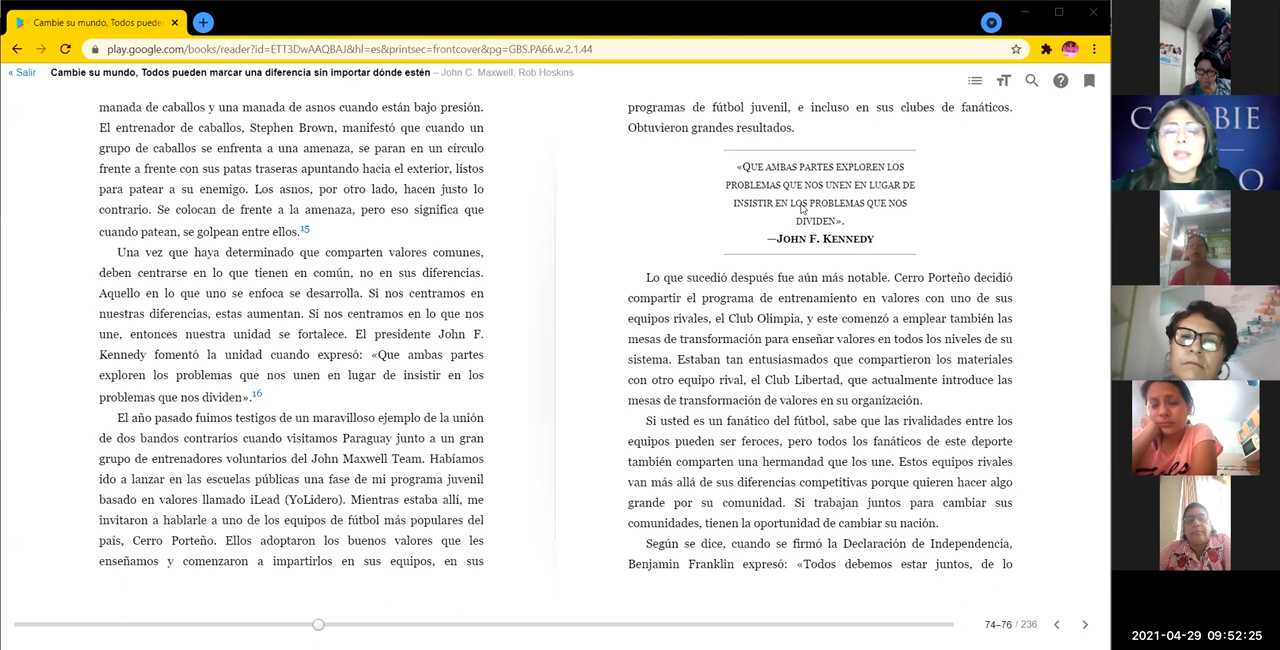 Cambie su mundo, Todos puede
play.google.com/books/reader?id=ETT3DwAAQBAJ&hl=es&printsec=frontcover&pg=GBS.PA66.w.2.1.44
« Salir Cambie su mundo, Todos pueden marcar una diferencia sin importar dónde estén – John C. Maxwell, Rob Hoskins
manada de caballos y una manada de asnos cuando están bajo presión.
El entrenador de caballos, Stephen Brown, manifestó que cuando un
grupo de caballos se enfrenta a una amenaza, se paran en un círculo
frente a frente con sus patas traseras apuntando hacia el exterior, listos
para patear a su enemigo. Los asnos, por otro lado, hacen justo lo
contrario. Se colocan de frente a la amenaza, pero eso significa que
cuando patean, se golpean entre ellos.15
Una vez que haya determinado que comparten valores comunes,
deben centrarse en lo que tienen en común, no en sus diferencias.
Aquello en lo que uno se enfoca se desarrolla. Si nos centramos en
nuestras diferencias, estas aumentan. Si nos centramos en lo que nos
une, entonces nuestra unidad se fortalece. El presidente John F.
Kennedy fomentó la unidad cuando expresó: «Que ambas partes
exploren los problemas que nos unen en lugar de insistir en los
problemas que nos dividen».16
El año pasado fuimos testigos de un maravilloso ejemplo de la unión
de dos bandos contrarios cuando visitamos Paraguay junto a un gran
grupo de entrenadores voluntarios del John Maxwell Team. Habíamos
ido a lanzar en las escuelas públicas una fase de mi programa juvenil
basado en valores llamado iLead (YoLidero). Mientras estaba allí, me
invitaron a hablarle a uno de los equipos de fútbol más populares del
país, Cerro Porteño. Ellos adoptaron los buenos valores que les
enseñamos y comenzaron a impartirlos en sus equipos, en sus
programas de fútbol juvenil, e incluso en sus clubes de fanáticos.
Obtuvieron grandes resultados.
«QUE AMBAS PARTES EXPLOREN LOS
PROBLEMAS QUE NOS UNEN EN LUGAR DE
INSISTIR EN LOS PROBLEMAS QUE NOS
DIVIDEN».
—JOHN F. KENNEDY
Lo que sucedió después fue aún más notable. Cerro Porteño decidió
compartir el programa de entrenamiento en valores con uno de sus
equipos rivales, el Club Olimpia, y este comenzó a emplear también las
mesas de transformación para enseñar valores en todos los niveles de su
sistema. Estaban tan entusiasmados que compartieron los materiales
con otro equipo rival, el Club Libertad, que actualmente introduce las
mesas de transformación de valores en su organización.
Si usted es un fanático del fútbol, sabe que las rivalidades entre los
equipos pueden ser feroces, pero todos los fanáticos de este deporte
también comparten una hermandad que los une. Estos equipos rivales
van más allá de sus diferencias competitivas porque quieren hacer algo
grande por su comunidad. Si trabajan juntos para cambiar sus
comunidades, tienen la oportunidad de cambiar su nación.
Según se dice, cuando se firmó la Declaración de Independencia,
Benjamin Franklin expresó: «Todos debemos estar juntos, de lo
74–76 / 236
2021-04-29 09:52:25